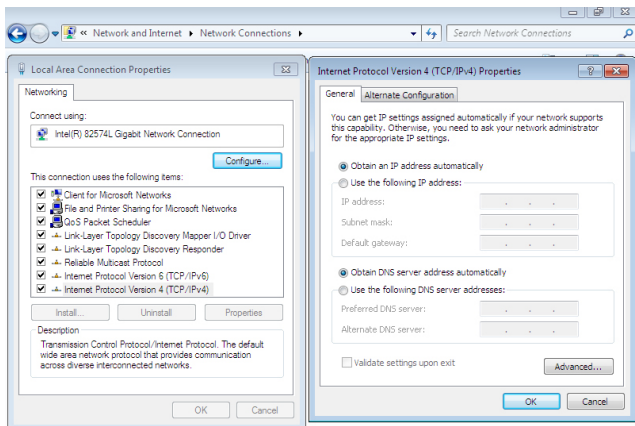 « Network and Internet ▸ Network Connections ▸
Search Network Connections
Local Area Connection Properties
Networking
Connect using:
Intel(R) 82574L Gigabit Network Connection
Configure...
This connection uses the following items:
Client for Microsoft Networks
File and Printer Sharing for Microsoft Networks
QoS Packet Scheduler
Link-Layer Topology Discovery Mapper I/O Driver
Link-Layer Topology Discovery Responder
Reliable Multicast Protocol
Internet Protocol Version 6 (TCP/IPv6)
Internet Protocol Version 4 (TCP/IPv4)
Install...
Uninstall
Properties
Description
Transmission Control Protocol/Internet Protocol. The default
wide area network protocol that provides communication
across diverse interconnected networks.
OK
Cancel
Internet Protocol Version 4 (TCP/IPv4) Properties
General
Alternate Configuration
You can get IP settings assigned automatically if your network supports
this capability. Otherwise, you need to ask your network administrator
for the appropriate IP settings.
Obtain an IP address automatically
Use the following IP address:
IP address:
Subnet mask:
Default gateway:
Obtain DNS server address automatically
Use the following DNS server addresses:
Preferred DNS server:
Alternate DNS server:
Validate settings upon exit
Advanced...
OK
Cancel